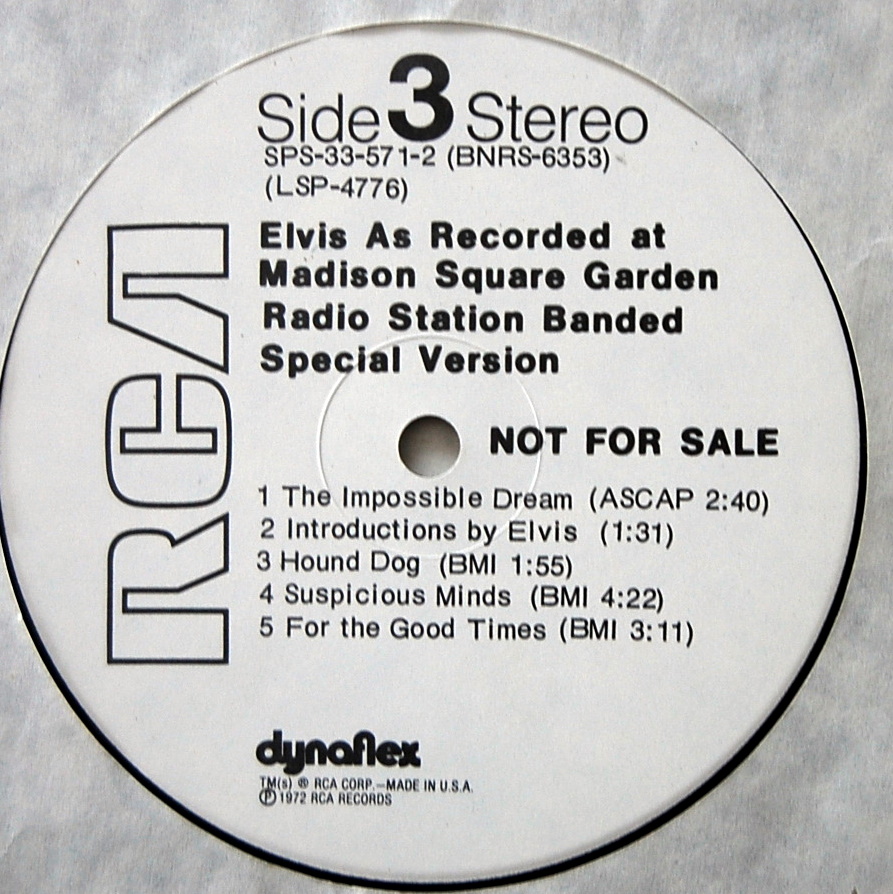 Side 3 Stereo
SPS-33-571-2 (BNRS-6353)
(LSP-4776)
RCA
Elvis As Recorded at
Madison Square Garden
Radio Station Banded
Special Version
NOT FOR SALE
1 The Impossible Dream (ASCAP 2:40)
2 Introductions by Elvis (1:31)
3 Hound Dog (BMI 1:55)
4 Suspicious Minds (BMI 4:22)
5 For the Good Times (BMI 3:11)
dynaflex
TM(s) ® RCA CORP.—MADE IN U.S.A.
℗ 1972 RCA RECORDS